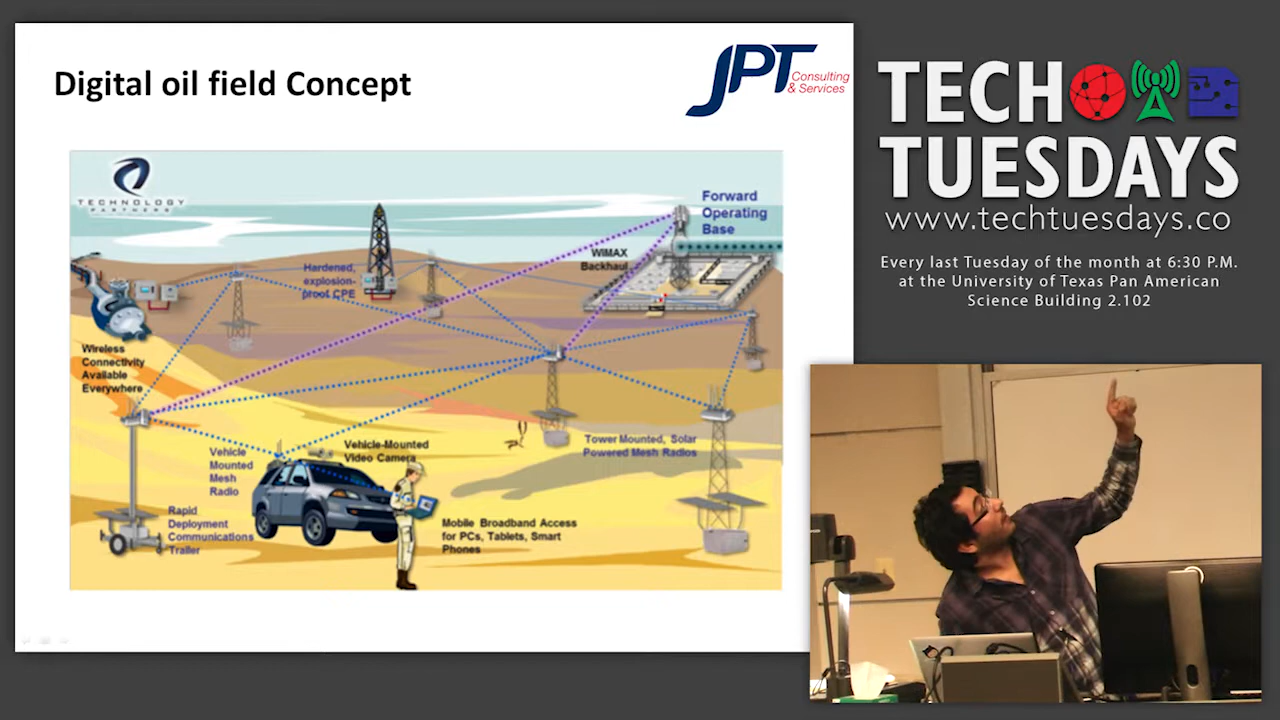 Digital oil field Concept
JPT
Consulting
& Services
TECHNOLOGY
PARTNERS
Forward
Operating
Base
WIMAX
Backhaul
Hardened,
explosion-
proof CPE
Wireless
Connectivity
Available
Everywhere
Vehicle-Mounted
Video Camera
Tower Mounted, Solar
Powered Mesh Radios
Vehicle
Mounted
Mesh
Radio
Rapid
Deployment
Communications
Trailer
Mobile Broadband Access
for PCs, Tablets, Smart
Phones
TECH
TUESDAYS
www.techtuesdays.co
Every last Tuesday of the month at 6:30 P.M.
at the University of Texas Pan American
Science Building 2.102